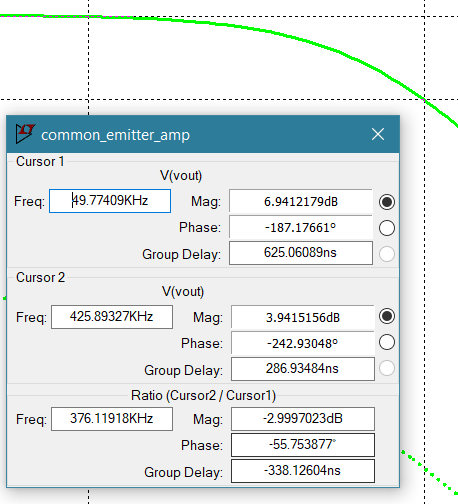 common_emitter_amp
Cursor 1
V(vout)
Freq: 49.77409KHz Mag: 6.9412179dB
Phase: -187.17661º
Group Delay: 625.06089ns
Cursor 2
V(vout)
Freq: 425.89327KHz Mag: 3.9415156dB
Phase: -242.93048º
Group Delay: 286.93484ns
Ratio (Cursor2 / Cursor1)
Freq: 376.11918KHz Mag: -2.9997023dB
Phase: -55.753877°
Group Delay: -338.12604ns